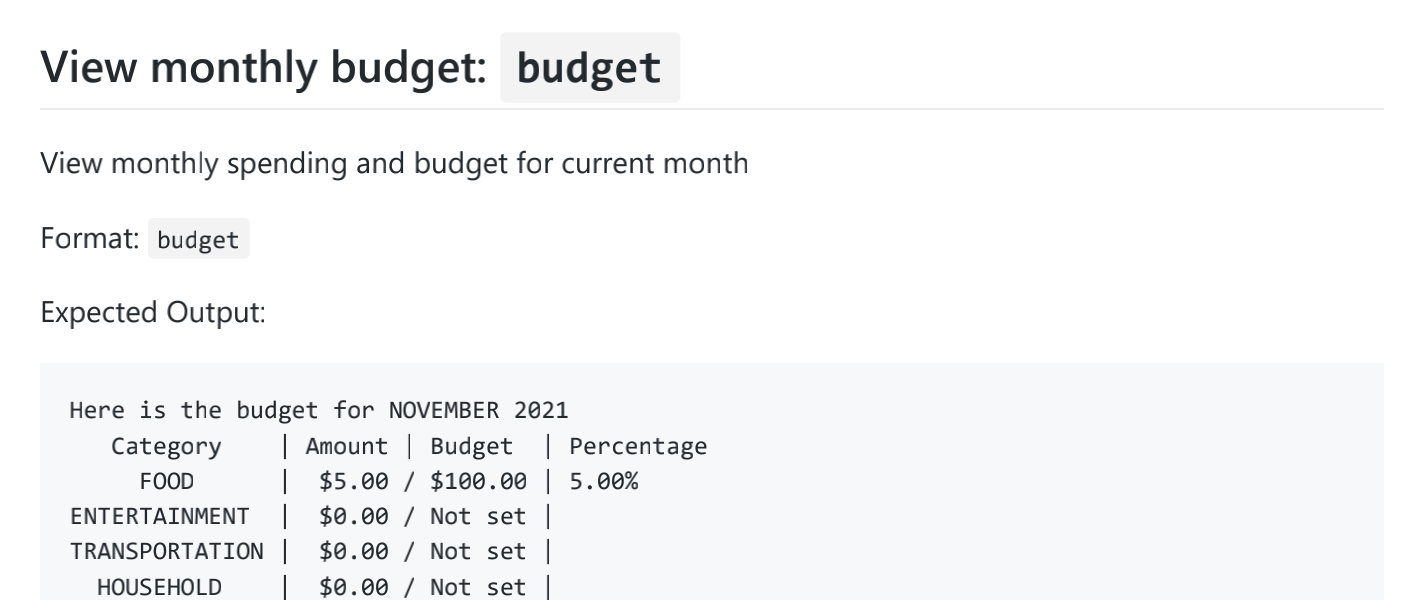 View monthly budget: budget
View monthly spending and budget for current month
Format: budget
Expected Output:
Here is the budget for NOVEMBER 2021
   Category    | Amount | Budget  | Percentage
     FOOD      |  $5.00 / $100.00 | 5.00%
ENTERTAINMENT  |  $0.00 / Not set |
TRANSPORTATION |  $0.00 / Not set |
  HOUSEHOLD    |  $0.00 / Not set |